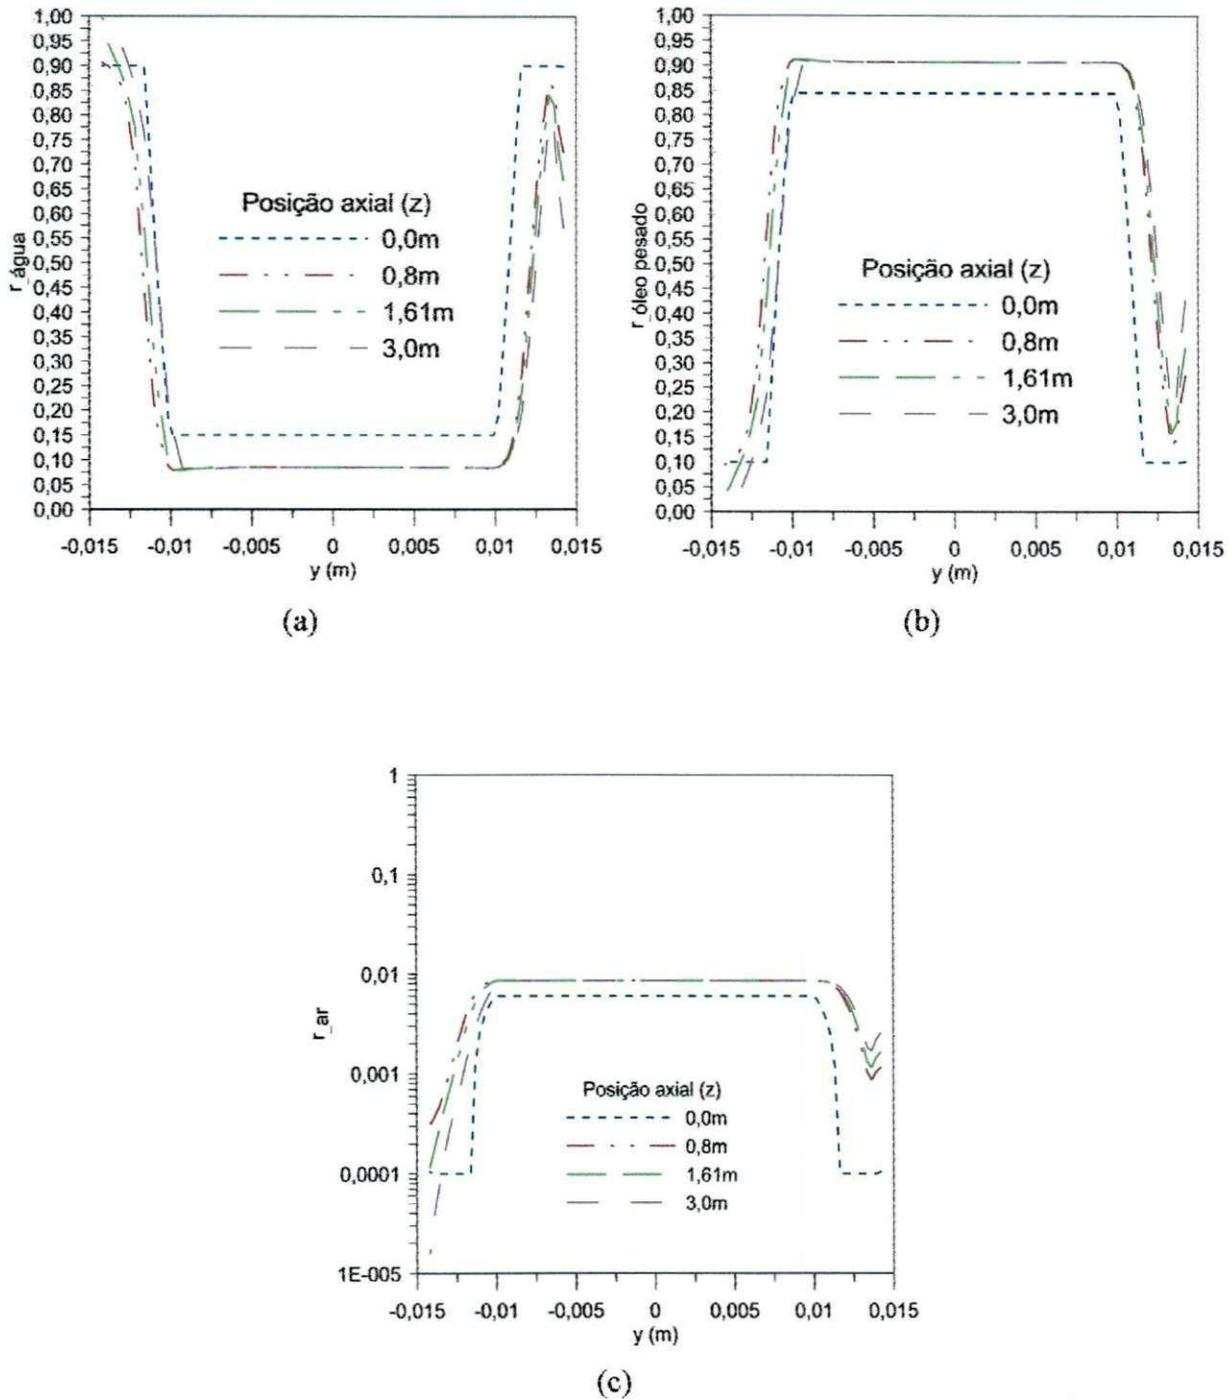 1,00
0,95
0,90
0,85
0,80
0,75
0,70
0,65
0,60
0,55
0,50
0,45
0,40
0,35
0,30
0,25
0,20
0,15
0,10
0,05
0,00
r_água
Posição axial (z)
0,0m
0,8m
1,61m
3,0m
-0,015 -0,01 -0,005 0 0,005 0,01 0,015
y (m)
(a)
1,00
0,95
0,90
0,85
0,80
0,75
0,70
0,65
0,60
0,55
0,50
0,45
0,40
0,35
0,30
0,25
0,20
0,15
0,10
0,05
0,00
r_óleo pesado
Posição axial (z)
0,0m
0,8m
1,61m
3,0m
-0,015 -0,01 -0,005 0 0,005 0,01 0,015
y (m)
(b)
1
0,1
0,01
0,001
0,0001
1E-005
r_ar
Posição axial (z)
0,0m
0,8m
1,61m
3,0m
-0,015 -0,01 -0,005 0 0,005 0,01 0,015
y (m)
(c)